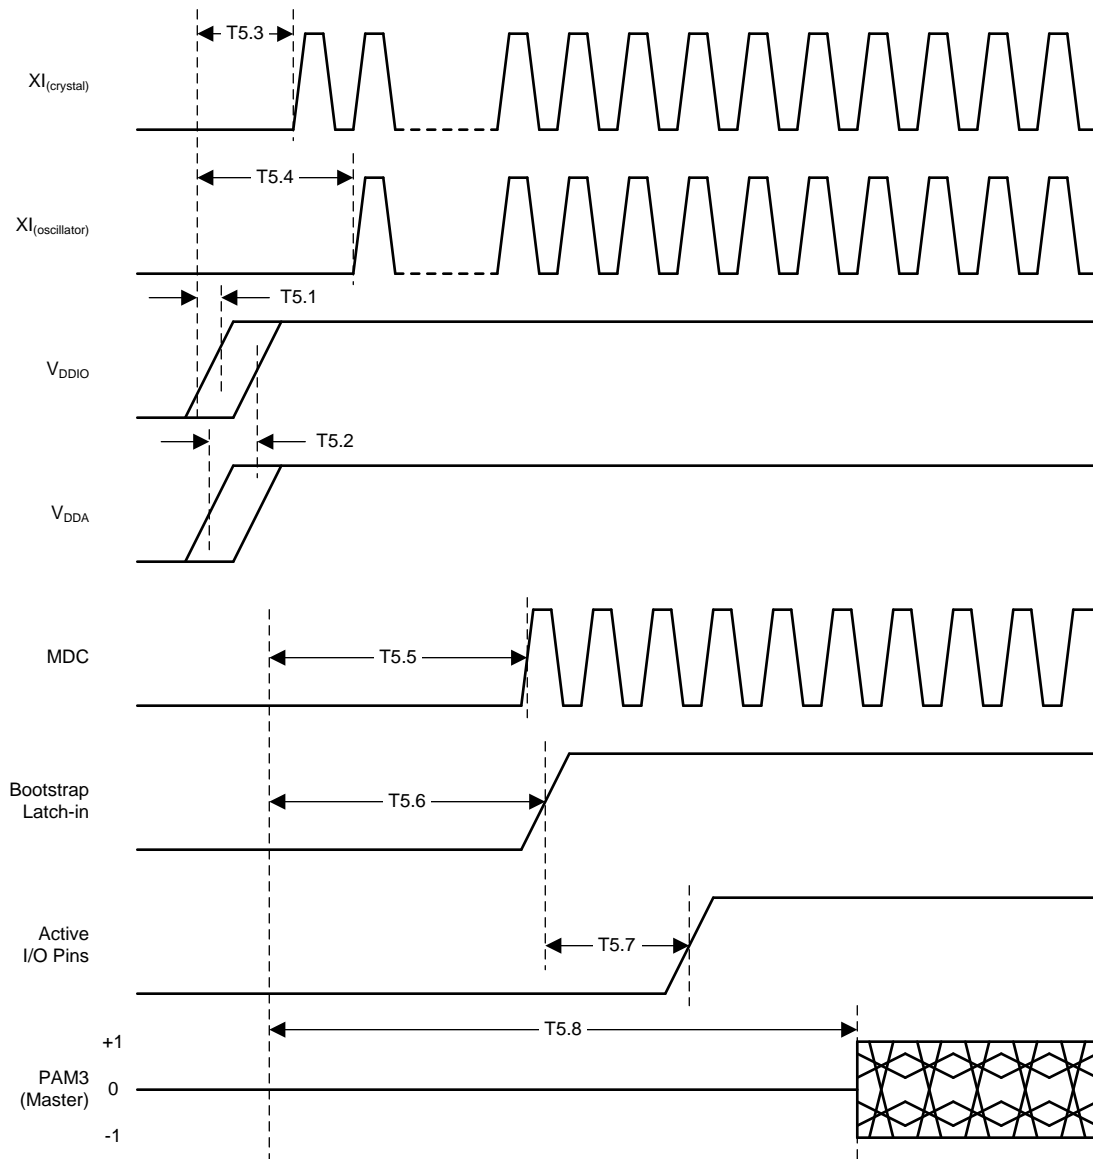 T5.3
XI(crystal)
T5.4
XI(oscillator)
T5.1
VDDIO
T5.2
VDDA
MDC
T5.5
Bootstrap
Latch-in
T5.6
Active
I/O Pins
T5.7
T5.8
+1
PAM3
(Master)
0
-1